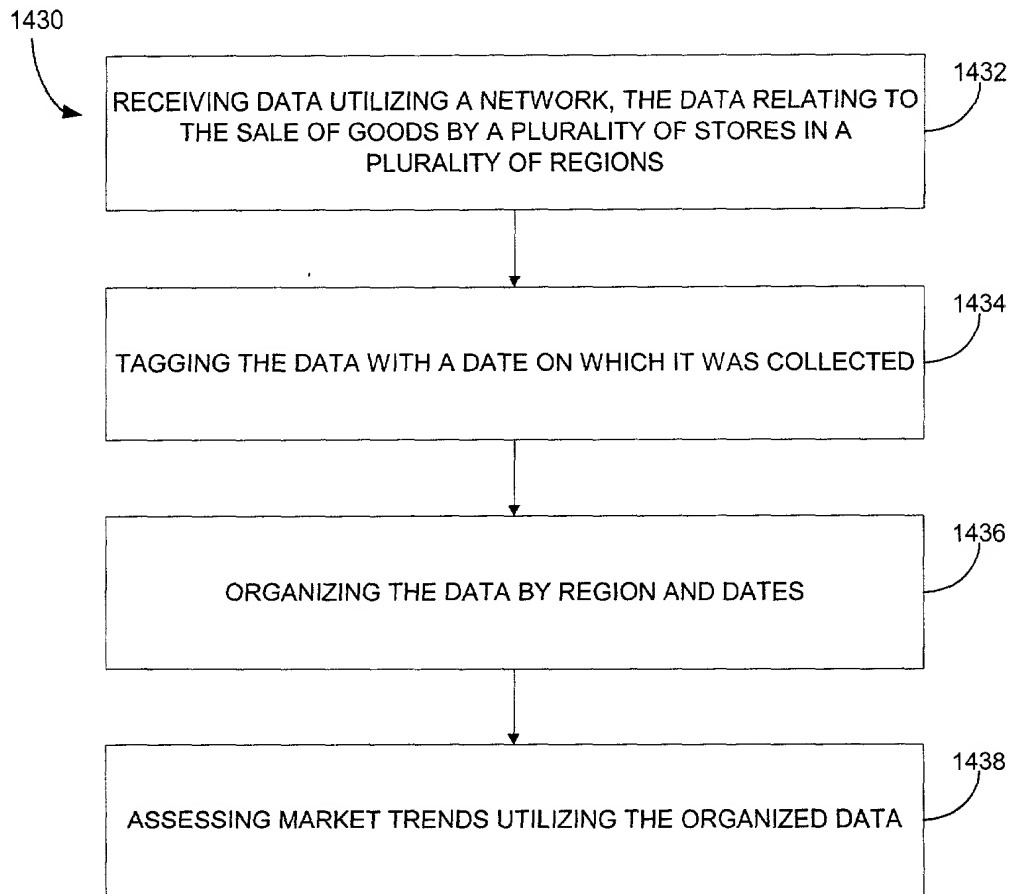 1430
1432
RECEIVING DATA UTILIZING A NETWORK, THE DATA RELATING TO
THE SALE OF GOODS BY A PLURALITY OF STORES IN A
PLURALITY OF REGIONS
1434
TAGGING THE DATA WITH A DATE ON WHICH IT WAS COLLECTED
1436
ORGANIZING THE DATA BY REGION AND DATES
1438
ASSESSING MARKET TRENDS UTILIZING THE ORGANIZED DATA